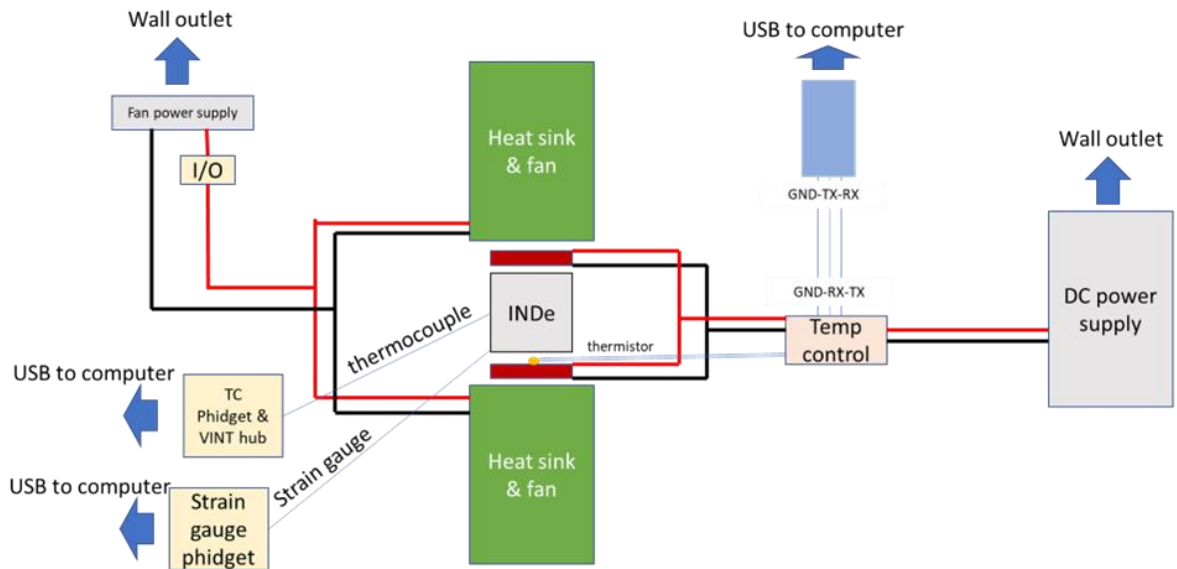 Wall outlet
USB to computer
Fan power supply
Heat sink
& fan
Wall outlet
I/O
GND-TX-RX
GND-RX-TX
DC power
supply
INDe
Temp
control
thermocouple
thermistor
USB to computer
TC
Phidget &
VINT hub
Strain gauge
Heat sink
& fan
USB to computer
Strain
gauge
phidget